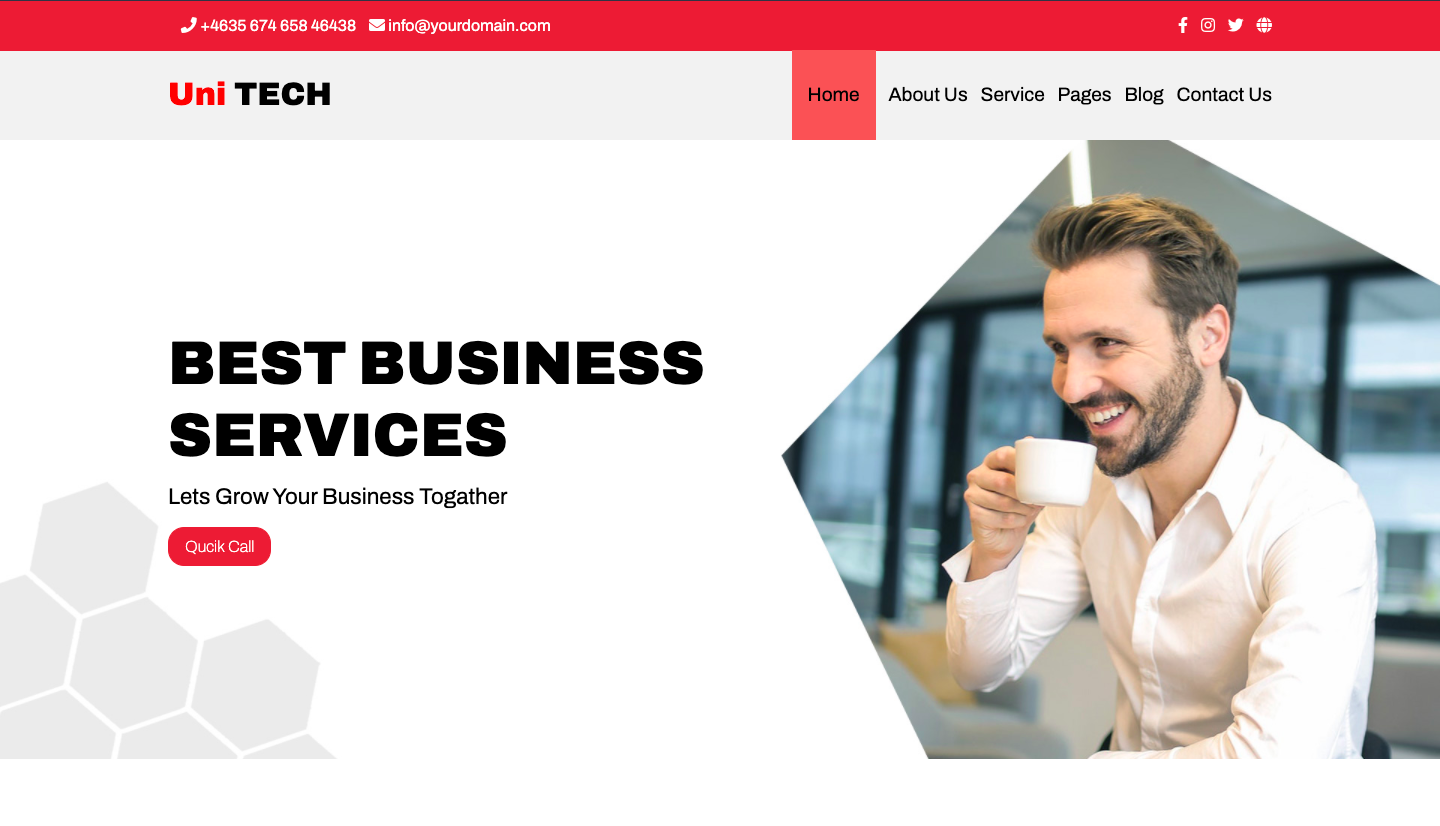 +4635 674 658 46438 info@yourdomain.com
Uni TECH
Home About Us Service Pages Blog Contact Us
BEST BUSINESS
SERVICES
Lets Grow Your Business Togather
Qucik Call